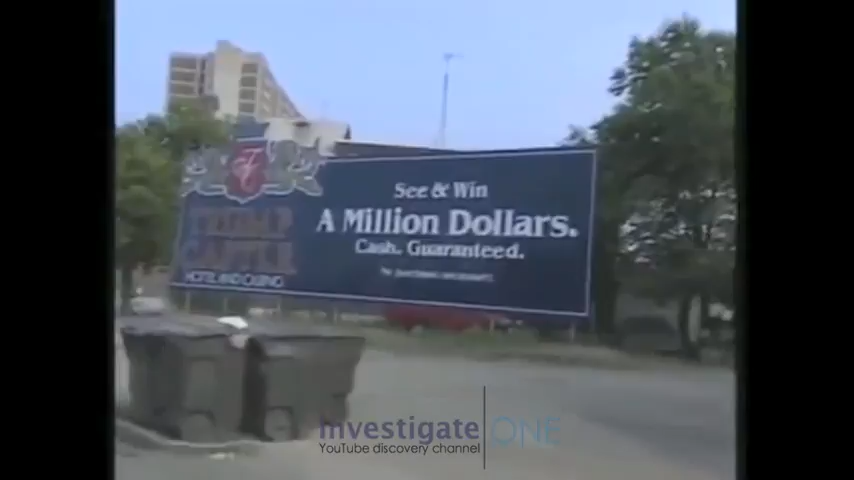 See & Win
A Million Dollars.
Cash. Guaranteed.
TRUMP
CASTLE
HOTEL AND CASINO
investigate ONE
YouTube discovery channel